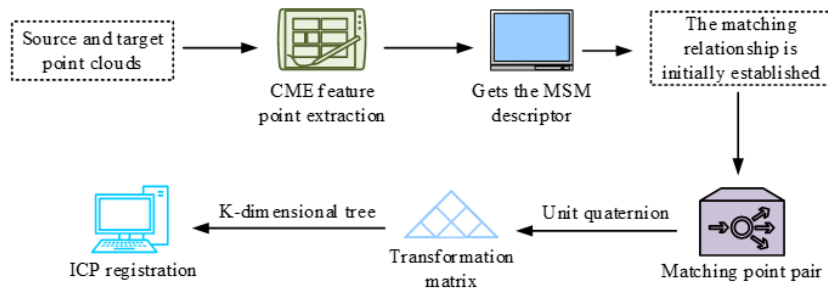 Source and target
point clouds
CME feature
point extraction
Gets the MSM
descriptor
The matching
relationship is
initially established
Matching point pair
Unit quaternion
Transformation
matrix
K-dimensional tree
ICP registration